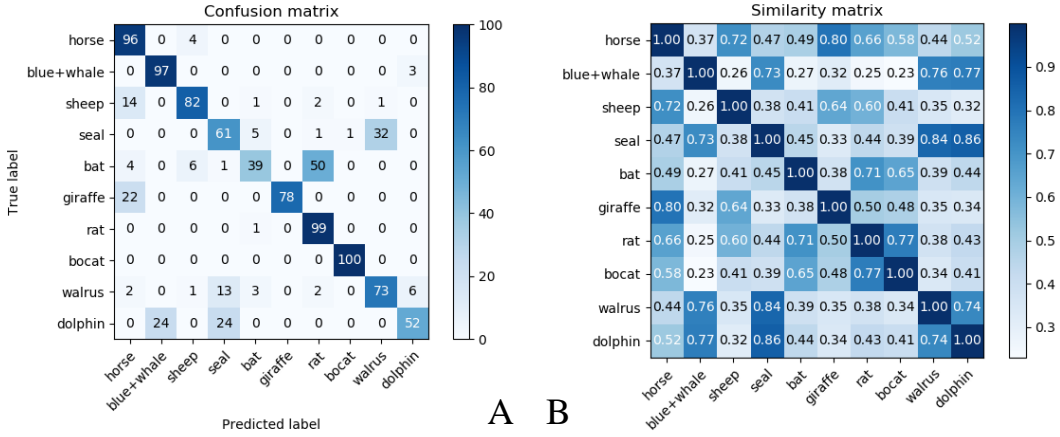 Confusion matrix
horse 96 0 4 0 0 0 0 0 0 0
blue+whale 0 97 0 0 0 0 0 0 0 3
sheep 14 0 82 0 1 0 2 0 1 0
seal 0 0 0 61 5 0 1 1 32 0
bat 4 0 6 1 39 0 50 0 0 0
giraffe 22 0 0 0 0 78 0 0 0 0
rat 0 0 0 0 1 0 99 0 0 0
bocat 0 0 0 0 0 0 0 100 0 0
walrus 2 0 1 13 3 0 2 0 73 6
dolphin 0 24 0 24 0 0 0 0 0 52
horse blue+whale sheep seal bat giraffe rat bocat walrus dolphin
True label
Predicted label
100
80
60
40
20
0
A B
Similarity matrix
horse 1.00 0.37 0.72 0.47 0.49 0.80 0.66 0.58 0.44 0.52
blue+whale 0.37 1.00 0.26 0.73 0.27 0.32 0.25 0.23 0.76 0.77
sheep 0.72 0.26 1.00 0.38 0.41 0.64 0.60 0.41 0.35 0.32
seal 0.47 0.73 0.38 1.00 0.45 0.33 0.44 0.39 0.84 0.86
bat 0.49 0.27 0.41 0.45 1.00 0.38 0.71 0.65 0.39 0.44
giraffe 0.80 0.32 0.64 0.33 0.38 1.00 0.50 0.48 0.35 0.34
rat 0.66 0.25 0.60 0.44 0.71 0.50 1.00 0.77 0.38 0.43
bocat 0.58 0.23 0.41 0.39 0.65 0.48 0.77 1.00 0.34 0.41
walrus 0.44 0.76 0.35 0.84 0.39 0.35 0.38 0.34 1.00 0.74
dolphin 0.52 0.77 0.32 0.86 0.44 0.34 0.43 0.41 0.74 1.00
horse blue+whale sheep seal bat giraffe rat bocat walrus dolphin
0.9
0.8
0.7
0.6
0.5
0.4
0.3